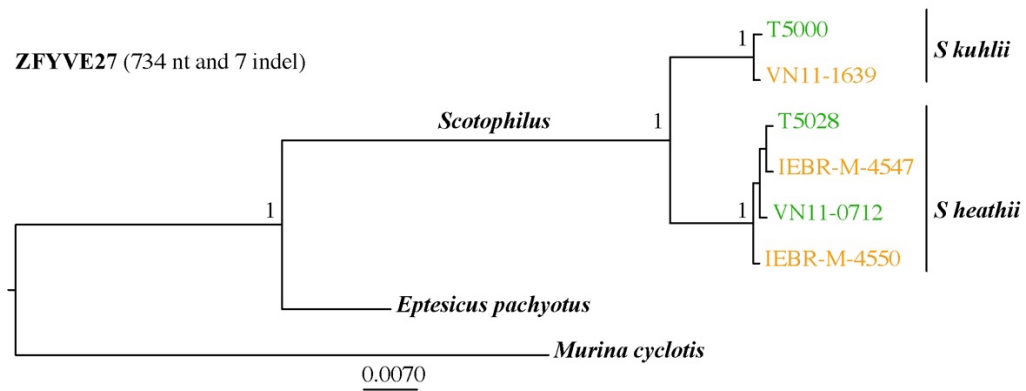 T5000
1
S kuhlii
ZFYVE27 (734 nt and 7 indel)
VN11-1639
Scotophilus
1
T5028
IEBR-M-4547
1
1
VN11-0712
S heathii
IEBR-M-4550
Eptesicus pachyotus
Murina cyclotis
0.0070